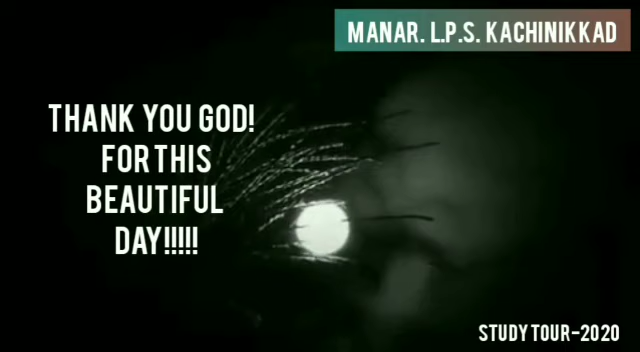 MANAR. L.P.S. KACHINIKKAD
THANK YOU GOD!
FOR THIS
BEAUTIFUL
DAY!!!!!
STUDY TOUR-2020